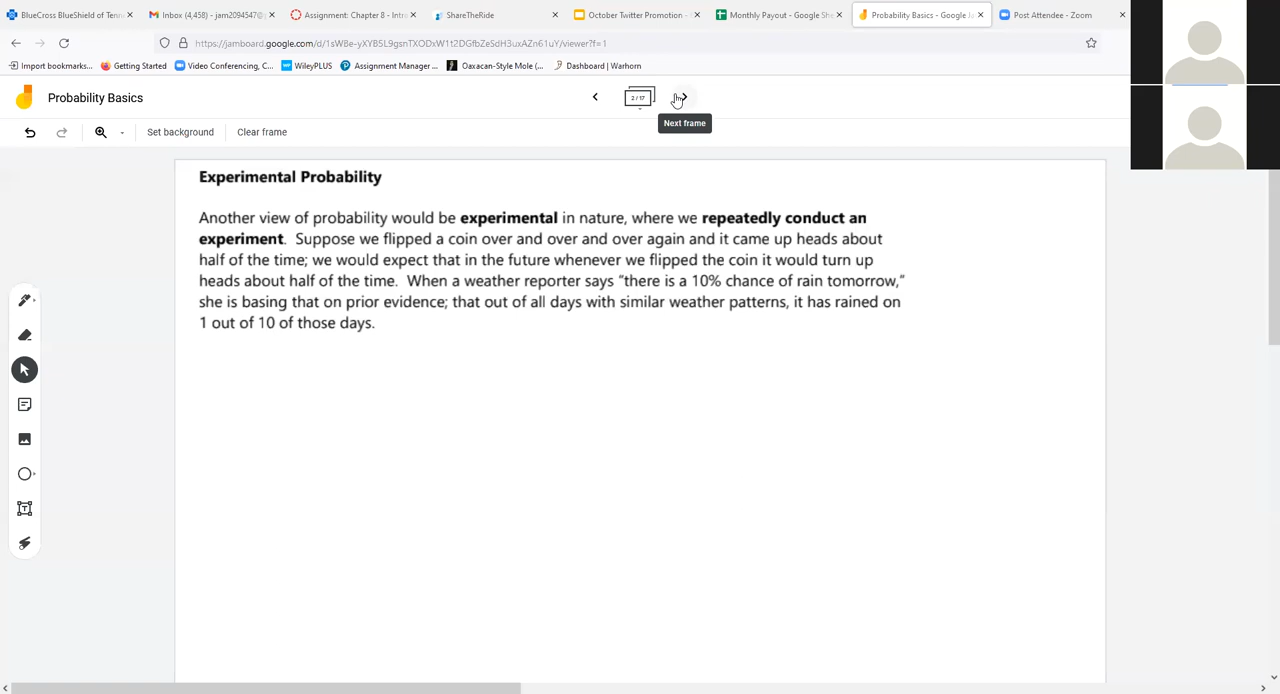 BlueCross BlueShield of Tenn
Inbox (4,458) - jam2094547@
Assignment: Chapter 8 - Intr
ShareTheRide
October Twitter Promotion -
Monthly Payout - Google She
Probability Basics - Google Ja
Post Attendee - Zoom
Import bookmarks...
Getting Started
Video Conferencing, C...
WileyPLUS
Assignment Manager ...
Oaxacan-Style Mole (...
Dashboard | Warhorn
Probability Basics
2 / 17
Next frame
Set background
Clear frame
Experimental Probability
Another view of probability would be experimental in nature, where we repeatedly conduct an
experiment. Suppose we flipped a coin over and over and over again and it came up heads about
half of the time; we would expect that in the future whenever we flipped the coin it would turn up
heads about half of the time. When a weather reporter says “there is a 10% chance of rain tomorrow,”
she is basing that on prior evidence; that out of all days with similar weather patterns, it has rained on
1 out of 10 of those days.